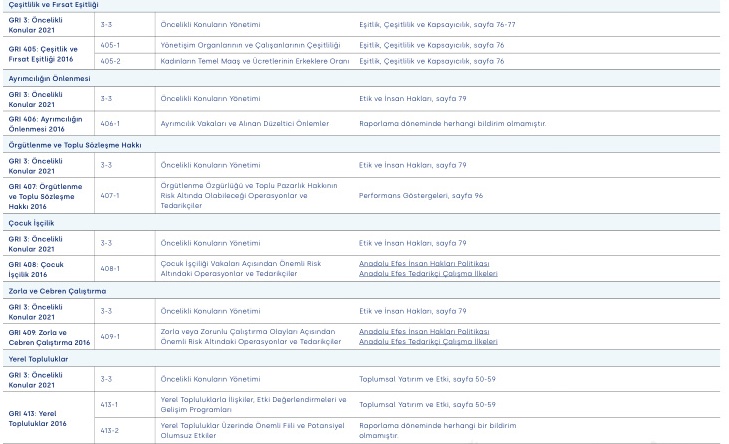 Çeşitlilik ve Fırsat Eşitliği
GRI 3: Öncelikli
Konular 2021
3-3
Öncelikli Konuların Yönetimi
Eşitlik, Çeşitlilik ve Kapsayıcılık, sayfa 76-77
GRI 405: Çeşitlik ve
Fırsat Eşitliği 2016
405-1
Yönetişim Organlarının ve Çalışanlarının Çeşitliliği
Eşitlik, Çeşitlilik ve Kapsayıcılık, sayfa 76
405-2
Kadınların Temel Maaş ve Ücretlerinin Erkeklere Oranı
Eşitlik, Çeşitlilik ve Kapsayıcılık, sayfa 76
Ayrımcılığın Önlenmesi
GRI 3: Öncelikli
Konular 2021
3-3
Öncelikli Konuların Yönetimi
Etik ve İnsan Hakları, sayfa 79
GRI 406: Ayrımcılığın
Önlenmesi 2016
406-1
Ayrımcılık Vakaları ve Alınan Düzeltici Önlemler
Raporlama döneminde herhangi bildirim olmamıştır.
Örgütlenme ve Toplu Sözleşme Hakkı
GRI 3: Öncelikli
Konular 2021
3-3
Öncelikli Konuların Yönetimi
Etik ve İnsan Hakları, sayfa 79
GRI 407: Örgütlenme
ve Toplu Sözleşme
Hakkı 2016
407-1
Örgütlenme Özgürlüğü ve Toplu Pazarlık Hakkının
Risk Altında Olabileceği Operasyonlar ve
Tedarikçiler
Performans Göstergeleri, sayfa 96
Çocuk İşçilik
GRI 3: Öncelikli
Konular 2021
3-3
Öncelikli Konuların Yönetimi
Etik ve İnsan Hakları, sayfa 79
GRI 408: Çocuk
İşçilik 2016
408-1
Çocuk İşçiliği Vakaları Açısından Önemli Risk
Altındaki Operasyonlar ve Tedarikçiler
Anadolu Efes İnsan Hakları Politikası
Anadolu Efes Tedarikçi Çalışma İlkeleri
Zorla ve Cebren Çalıştırma
GRI 3: Öncelikli
Konular 2021
3-3
Öncelikli Konuların Yönetimi
Etik ve İnsan Hakları, sayfa 79
GRI 409: Zorla ve
Cebren Çalıştırma 2016
409-1
Zorla veya Zorunlu Çalıştırma Olayları Açısından
Önemli Risk Altındaki Operasyonlar ve Tedarikçiler
Anadolu Efes İnsan Hakları Politikası
Anadolu Efes Tedarikçi Çalışma İlkeleri
Yerel Topluluklar
GRI 3: Öncelikli
Konular 2021
3-3
Öncelikli Konuların Yönetimi
Toplumsal Yatırım ve Etki, sayfa 50-59
GRI 413: Yerel
Topluluklar 2016
413-1
Yerel Topluluklarla İlişkiler, Etki Değerlendirmeleri ve
Gelişim Programları
Toplumsal Yatırım ve Etki, sayfa 50-59
413-2
Yerel Topluluklar Üzerinde Önemli Fiili ve Potansiyel
Olumsuz Etkiler
Raporlama döneminde herhangi bir bildirim
olmamıştır.